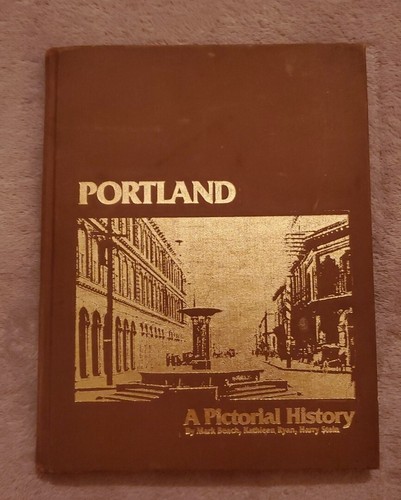 PORTLAND
A Pictorial History
By Mark Beach, Kathleen Ryan, Harry Stein